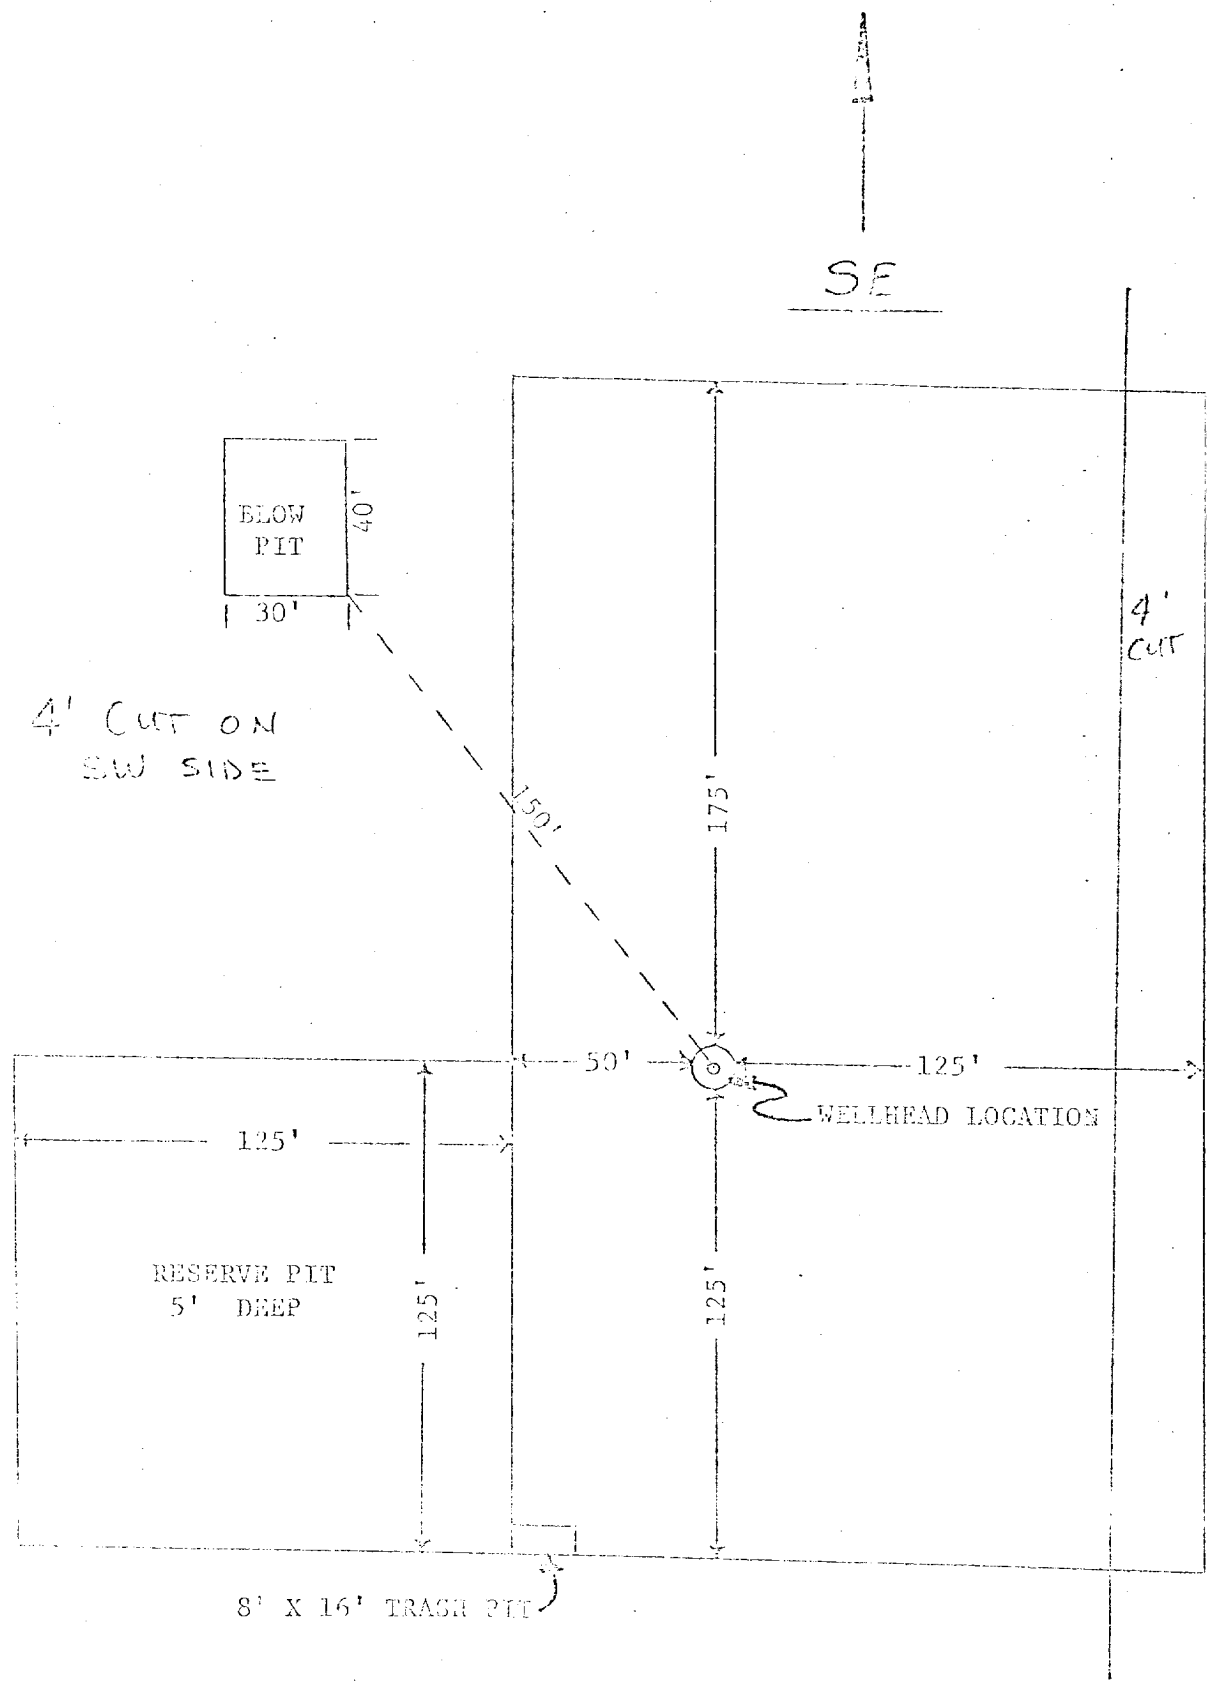 SE
BLOW
PIT
40'
30'
4'
CUT
4' CUT ON
SW SIDE
150'
175'
50'
125'
WELLHEAD LOCATION
125'
RESERVE PIT
5' DEEP
125'
125'
8' X 16' TRASH PIT